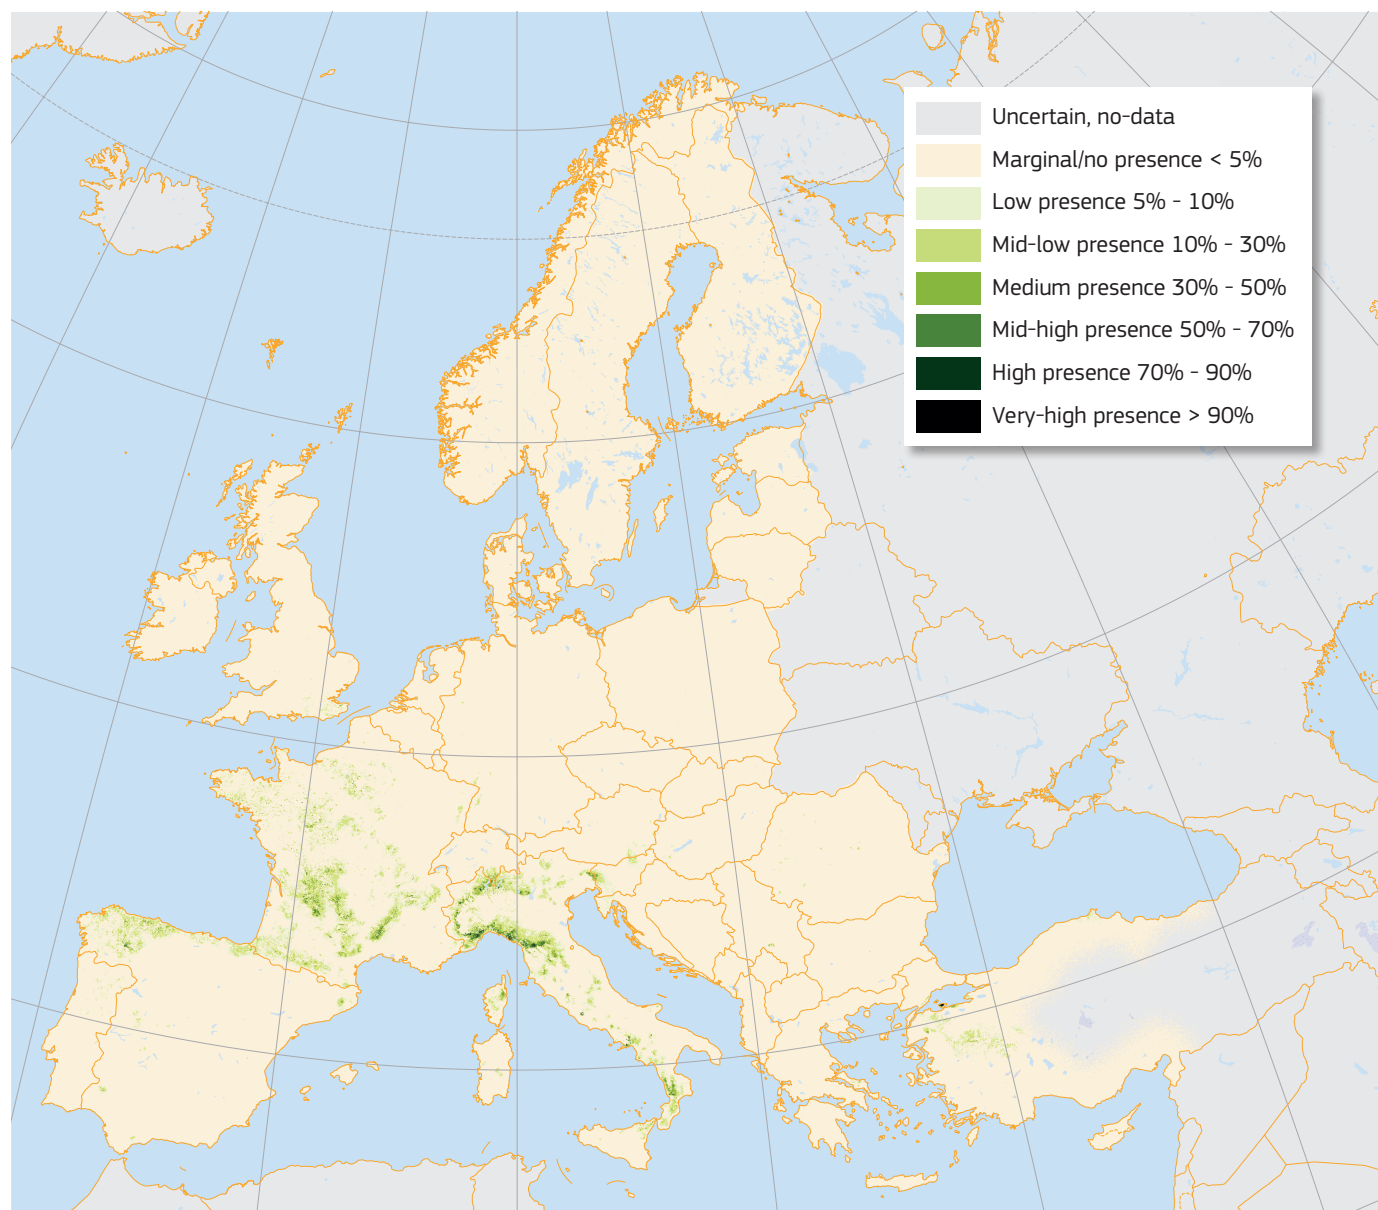 Uncertain, no-data
Marginal/no presence < 5%
Low presence 5% - 10%
Mid-low presence 10% - 30%
Medium presence 30% - 50%
Mid-high presence 50% - 70%
High presence 70% - 90%
Very-high presence > 90%